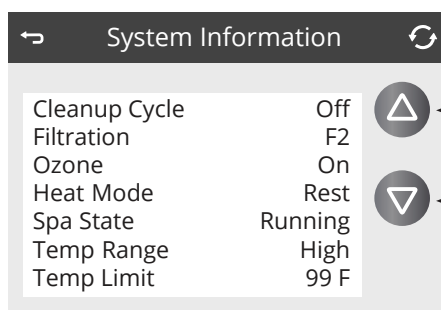 System Information
Cleanup Cycle Off
Filtration F2
Ozone On
Heat Mode Rest
Spa State Running
Temp Range High
Temp Limit 99 F